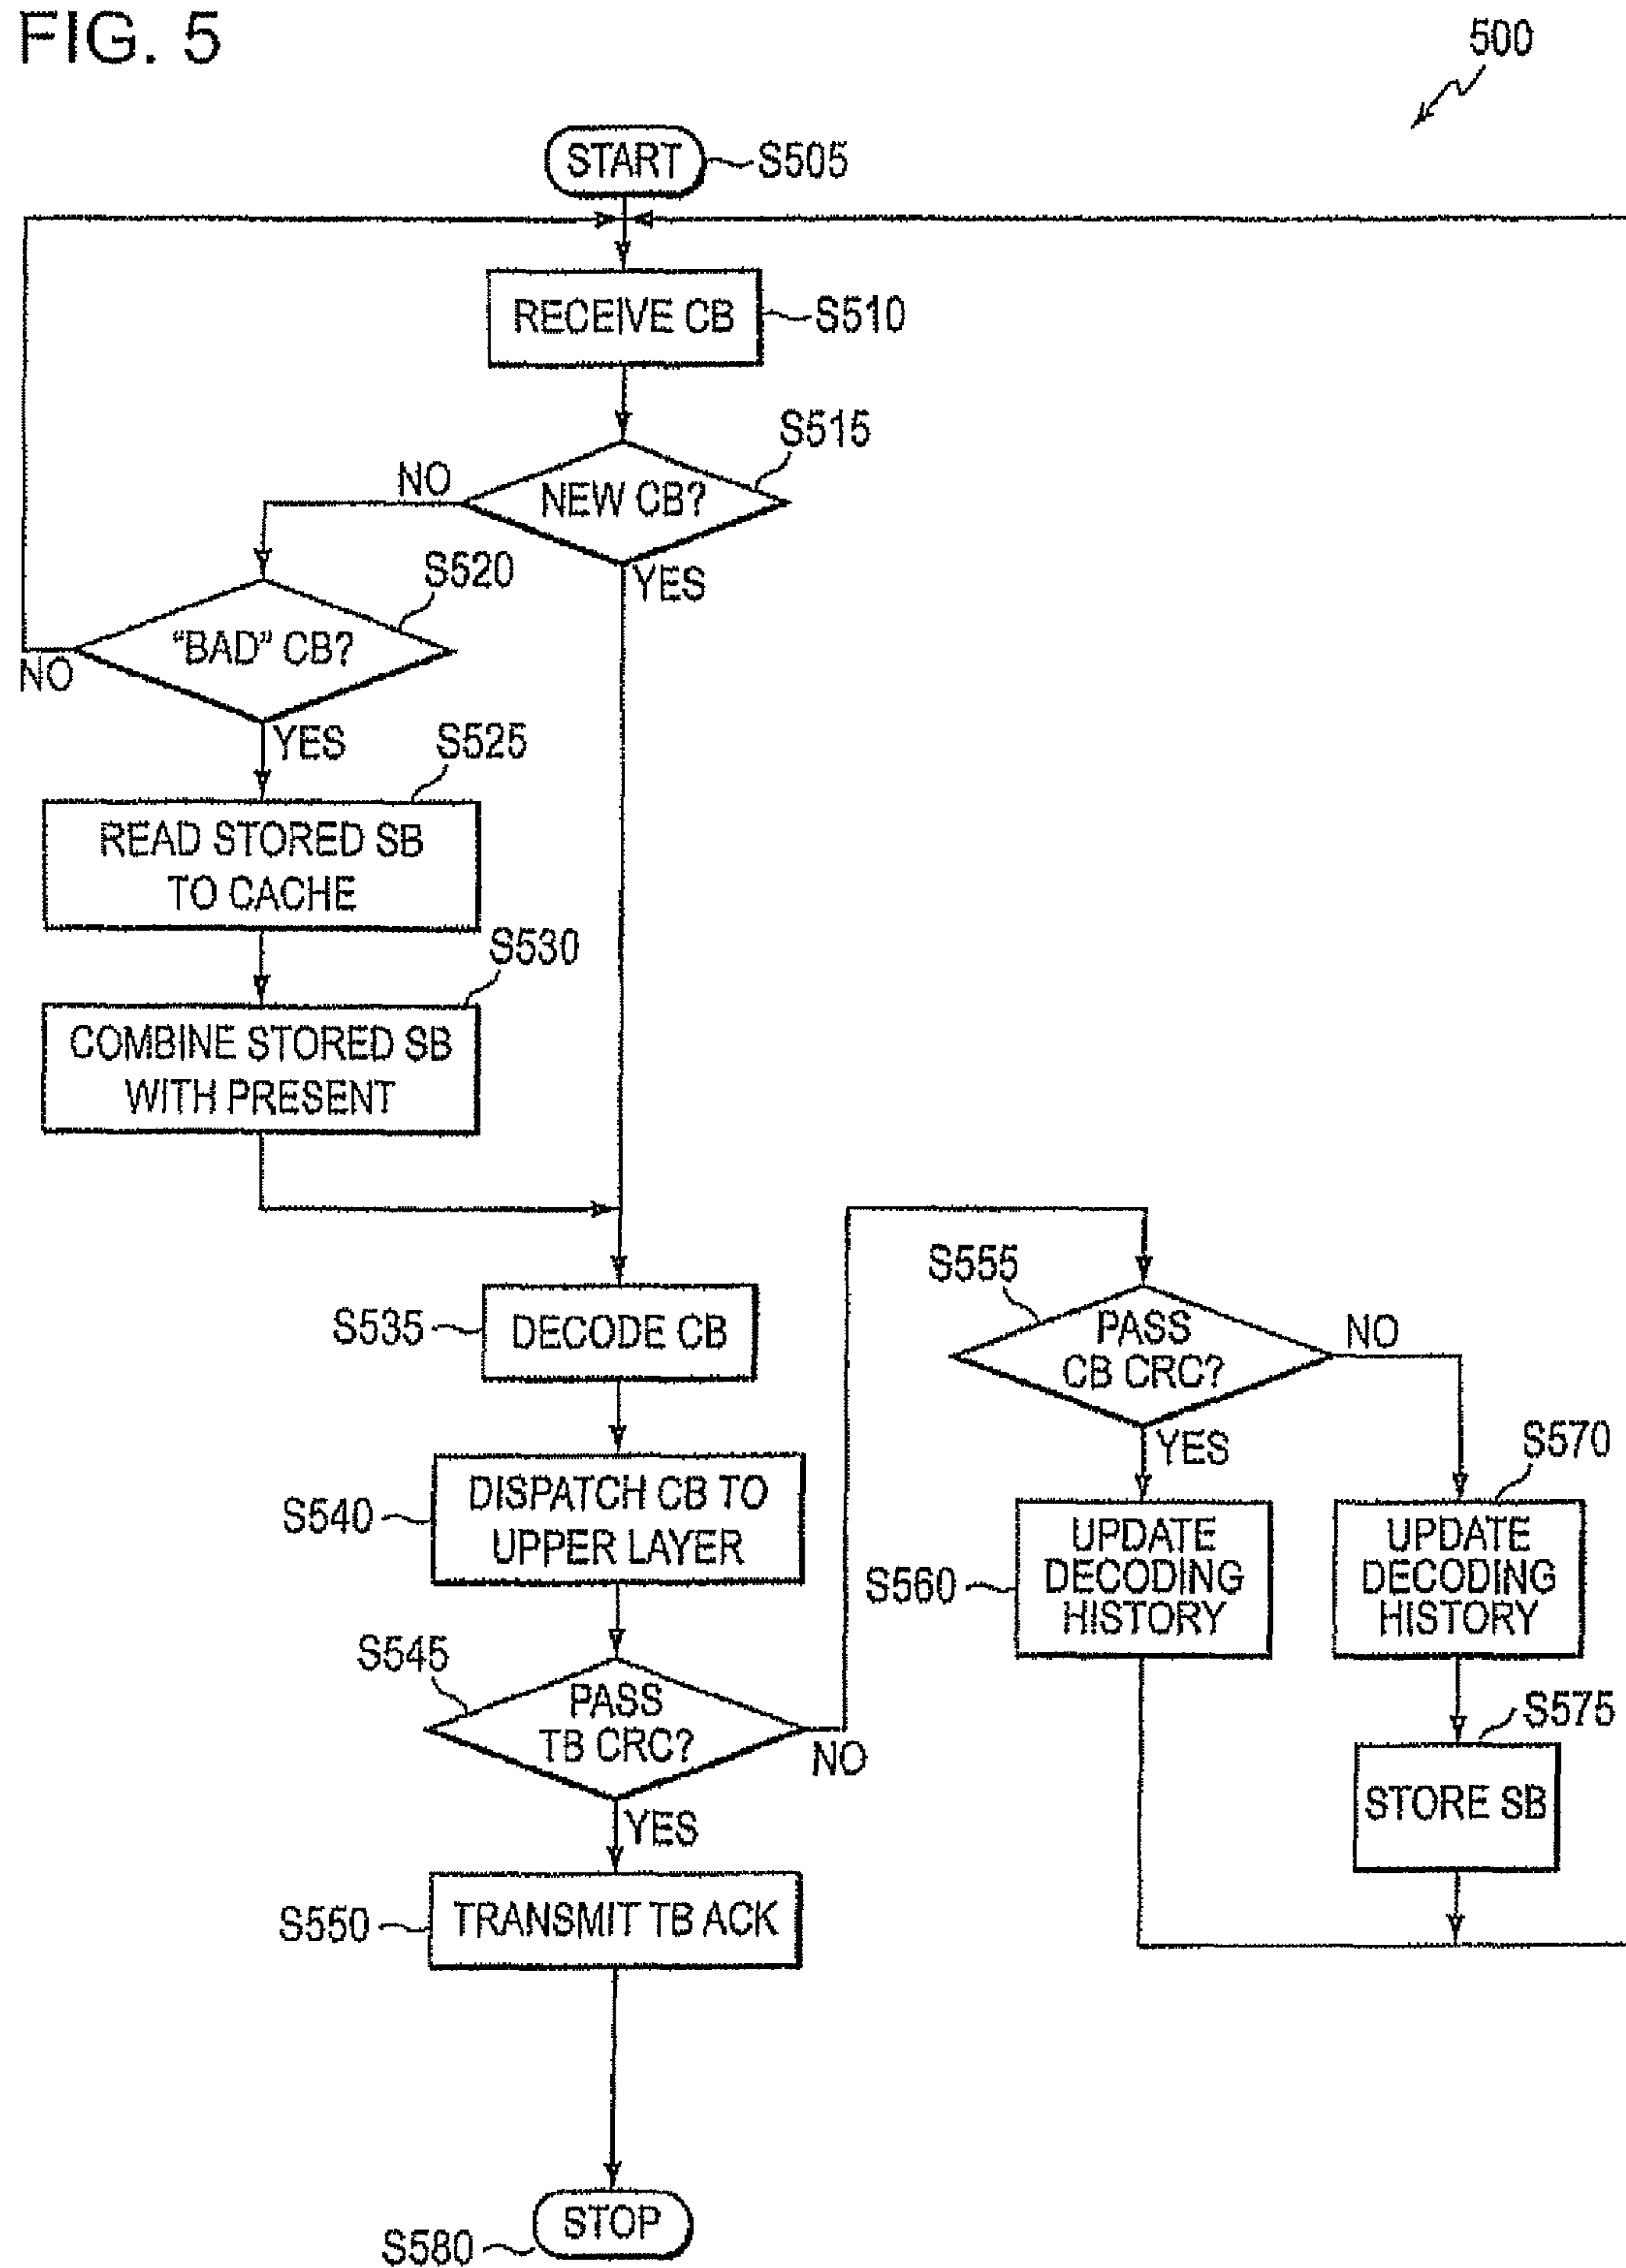 FIG. 5
500
START
S505
RECEIVE CB
S510
S515
NEW CB?
NO
YES
S520
"BAD" CB?
NO
YES
S525
READ STORED SB
TO CACHE
S530
COMBINE STORED SB
WITH PRESENT
S535
DECODE CB
S540
DISPATCH CB TO
UPPER LAYER
S545
PASS
TB CRC?
NO
YES
S550
TRANSMIT TB ACK
S555
PASS
CB CRC?
NO
YES
S560
UPDATE
DECODING
HISTORY
S570
UPDATE
DECODING
HISTORY
S575
STORE SB
STOP
S580